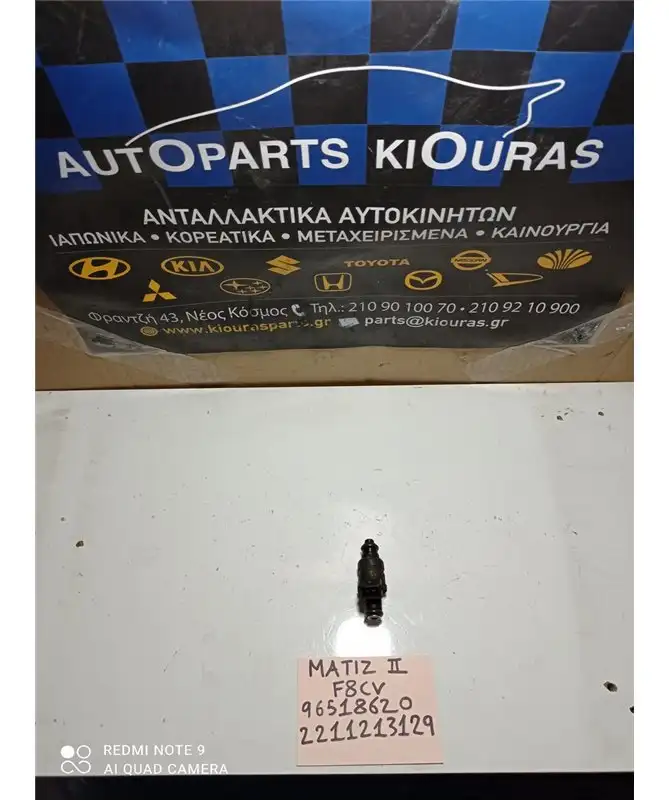 AUTOPARTS KIOURAS
ΑΝΤΑΛΛΑΚΤΙΚΑ ΑΥΤΟΚΙΝΗΤΩΝ
ΙΑΠΩΝΙΚΑ • ΚΟΡΕΑΤΙΚΑ • ΜΕΤΑΧΕΙΡΙΣΜΕΝΑ • ΚΑΙΝΟΥΡΓΙΑ
KIA TOYOTA NISSAN
SUBARU
Φραντζή 43, Νέος Κόσμος Τηλ.: 210 90 100 70 • 210 92 10 900
www.kiourasparts.gr parts@kiouras.gr
MATIZ II
F8CV
96518620
2211213129
REDMI NOTE 9
AI QUAD CAMERA